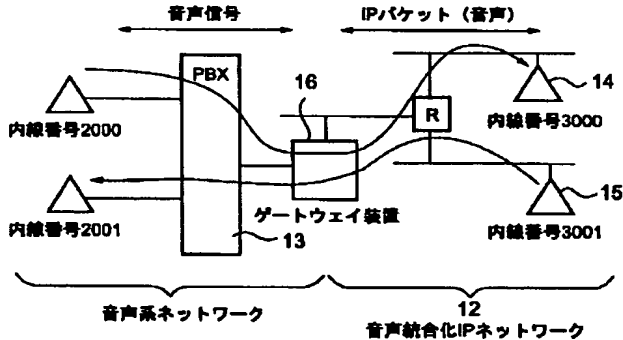 音声信号
IPパケット（音声）
PBX
16
14
R
内線番号2000
内線番号3000
15
ゲートウェイ装置
内線番号2001
13
内線番号3001
音声系ネットワーク
12
音声統合化IPネットワーク